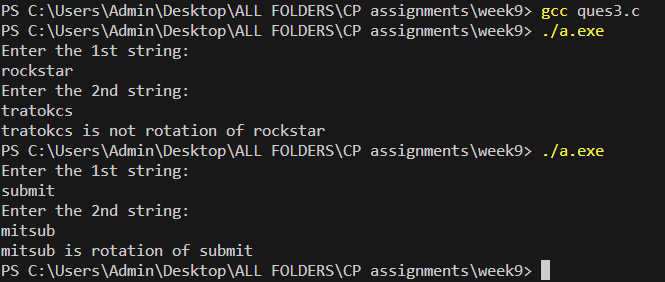 PS C:\Users\Admin\Desktop\ALL FOLDERS\CP assignments\week9> gcc ques3.c
PS C:\Users\Admin\Desktop\ALL FOLDERS\CP assignments\week9> ./a.exe
Enter the 1st string:
rockstar
Enter the 2nd string:
tratokcs
tratokcs is not rotation of rockstar
PS C:\Users\Admin\Desktop\ALL FOLDERS\CP assignments\week9> ./a.exe
Enter the 1st string:
submit
Enter the 2nd string:
mitsub
mitsub is rotation of submit
PS C:\Users\Admin\Desktop\ALL FOLDERS\CP assignments\week9>